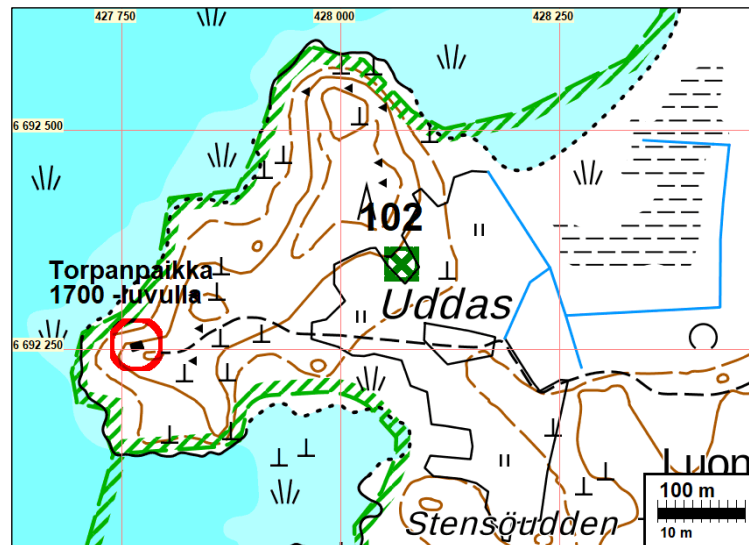 427 750
428 000
428 250
6 692 500
102
Torpanpaikka
1700 -luvulla
Uddas
6 692 250
Luon
100 m
10 m
Stensöudden